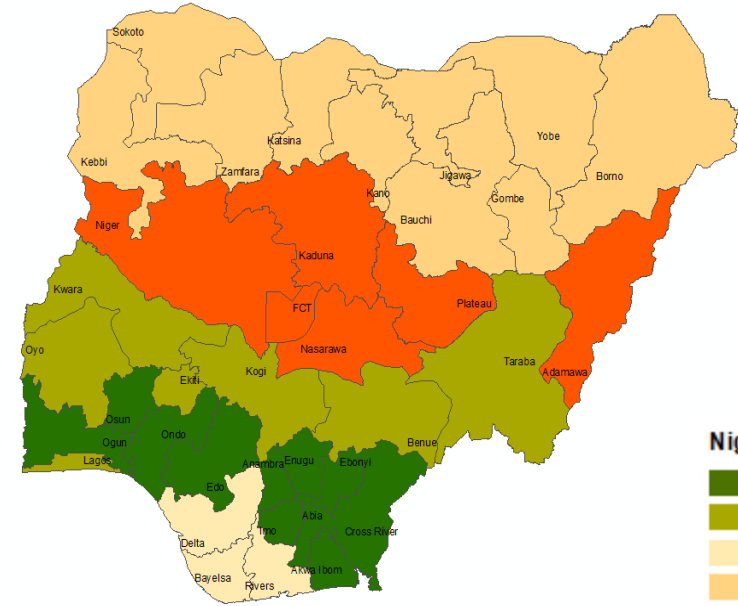 Sokoto
Katsina
Yobe
Kebbi
Zamfara
Jigawa
Borno
Kano
Gombe
Bauchi
Niger
Kaduna
Kwara
FCT
Plateau
Oyo
Nasarawa
Taraba
Ekiti
Kogi
Adamawa
Osun
Ogun
Ondo
Benue
Lagos
Anambra
Enugu
Ebonyi
Edo
Abia
Imo
Cross River
Delta
Akwa Ibom
Bayelsa
Rivers
Nig